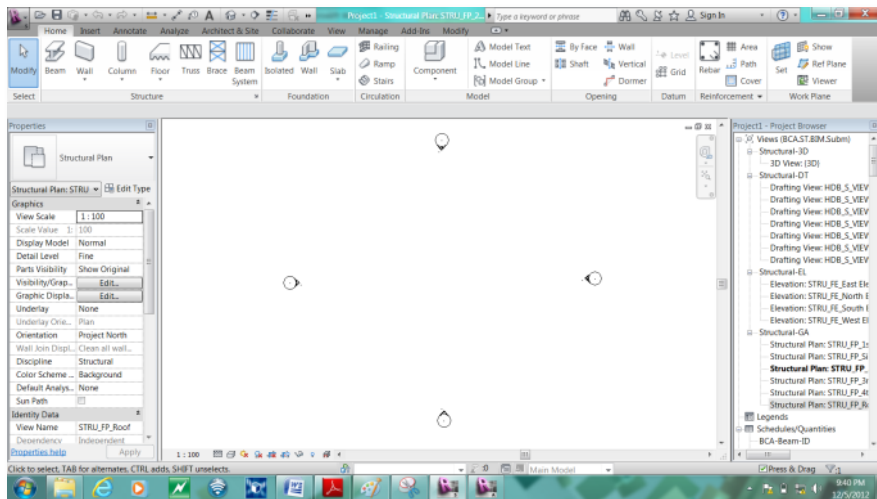 Project1 - Structural Plan: STRU_FP_2... Type a keyword or phrase Sign In
Home Insert Annotate Analyze Architect & Site Collaborate View Manage Add-Ins Modify
Modify Beam Wall Column Floor Truss Brace Beam System Isolated Wall Slab Railing Ramp Stairs Component Model Text Model Line Model Group By Face Shaft Wall Vertical Dormer Level Grid Rebar Area Path Cover Set Show Ref Plane Viewer
Select Structure Foundation Circulation Model Opening Datum Reinforcement Work Plane
Properties
Structural Plan
Structural Plan: STRU Edit Type
Graphics
View Scale 1 : 100
Scale Value 1: 100
Display Model Normal
Detail Level Fine
Parts Visibility Show Original
Visibility/Grap... Edit...
Graphic Displa... Edit...
Underlay None
Underlay Orie... Plan
Orientation Project North
Wall Join Displ... Clean all wall...
Discipline Structural
Color Scheme ... Background
Default Analys... None
Sun Path
Identity Data
View Name STRU_FP_Roof
Dependency Independent
Properties help Apply
1 : 100
Project1 - Project Browser
Views (BCA.ST.BIM.Subm)
Structural-3D
3D View: {3D}
Structural-DT
Drafting View: HDB_S_VIEV
Drafting View: HDB_S_VIEV
Drafting View: HDB_S_VIEV
Drafting View: HDB_S_VIEV
Drafting View: HDB_S_VIEV
Drafting View: HDB_S_VIEV
Drafting View: HDB_S_VIEV
Structural-EL
Elevation: STRU_FE_East Ele
Elevation: STRU_FE_North E
Elevation: STRU_FE_South E
Elevation: STRU_FE_West El
Structural-GA
Structural Plan: STRU_FP_1s
Structural Plan: STRU_FP_Si
Structural Plan: STRU_FP_
Structural Plan: STRU_FP_3r
Structural Plan: STRU_FP_4t
Structural Plan: STRU_FP_Ro
Legends
Schedules/Quantities
BCA-Beam-ID
Click to select, TAB for alternates, CTRL adds, SHIFT unselects. :0 Main Model Press & Drag :1
9:40 PM
12/5/2012